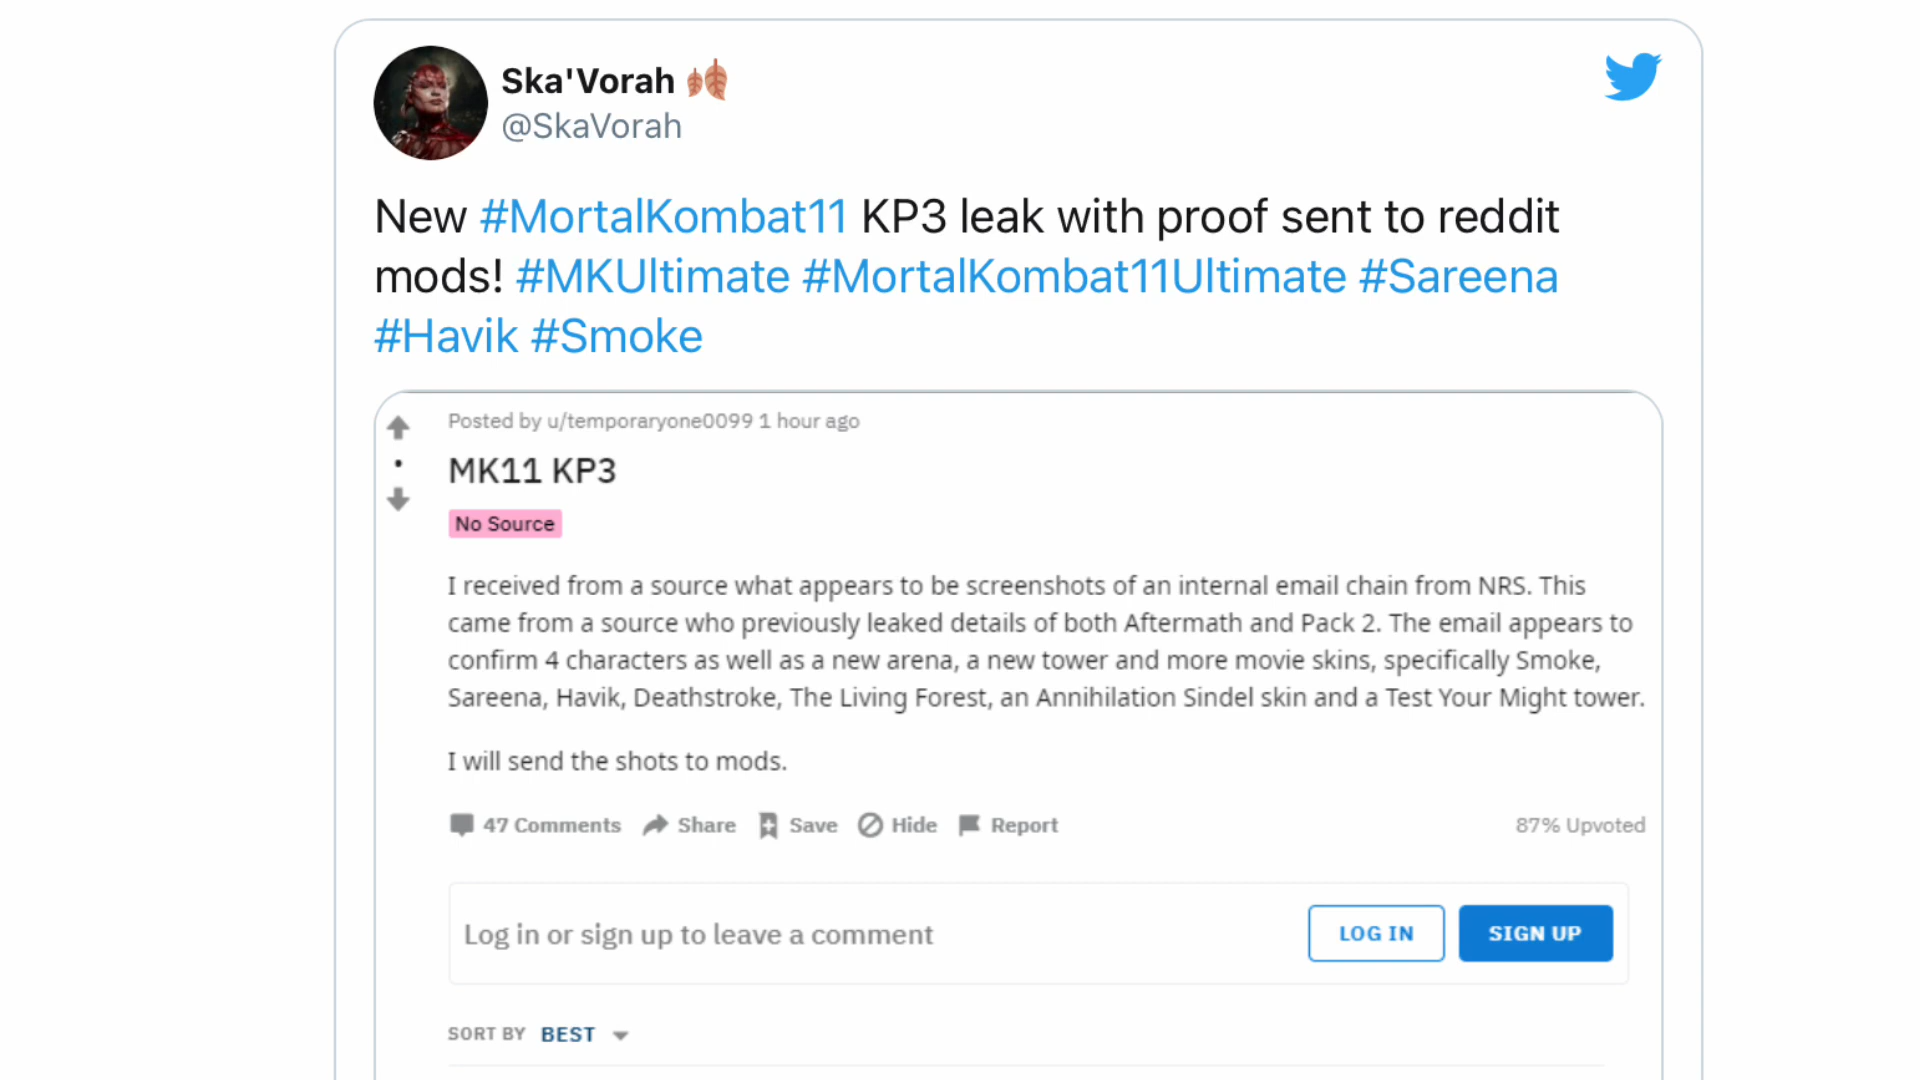 Ska'Vorah
@SkaVorah
New #MortalKombat11 KP3 leak with proof sent to reddit
mods! #MKUltimate #MortalKombat11Ultimate #Sareena
#Havik #Smoke
Posted by u/temporaryone0099 1 hour ago
MK11 KP3
No Source
I received from a source what appears to be screenshots of an internal email chain from NRS. This
came from a source who previously leaked details of both Aftermath and Pack 2. The email appears to
confirm 4 characters as well as a new arena, a new tower and more movie skins, specifically Smoke,
Sareena, Havik, Deathstroke, The Living Forest, an Annihilation Sindel skin and a Test Your Might tower.
I will send the shots to mods.
47 Comments Share Save Hide Report 87% Upvoted
Log in or sign up to leave a comment LOG IN SIGN UP
SORT BY BEST